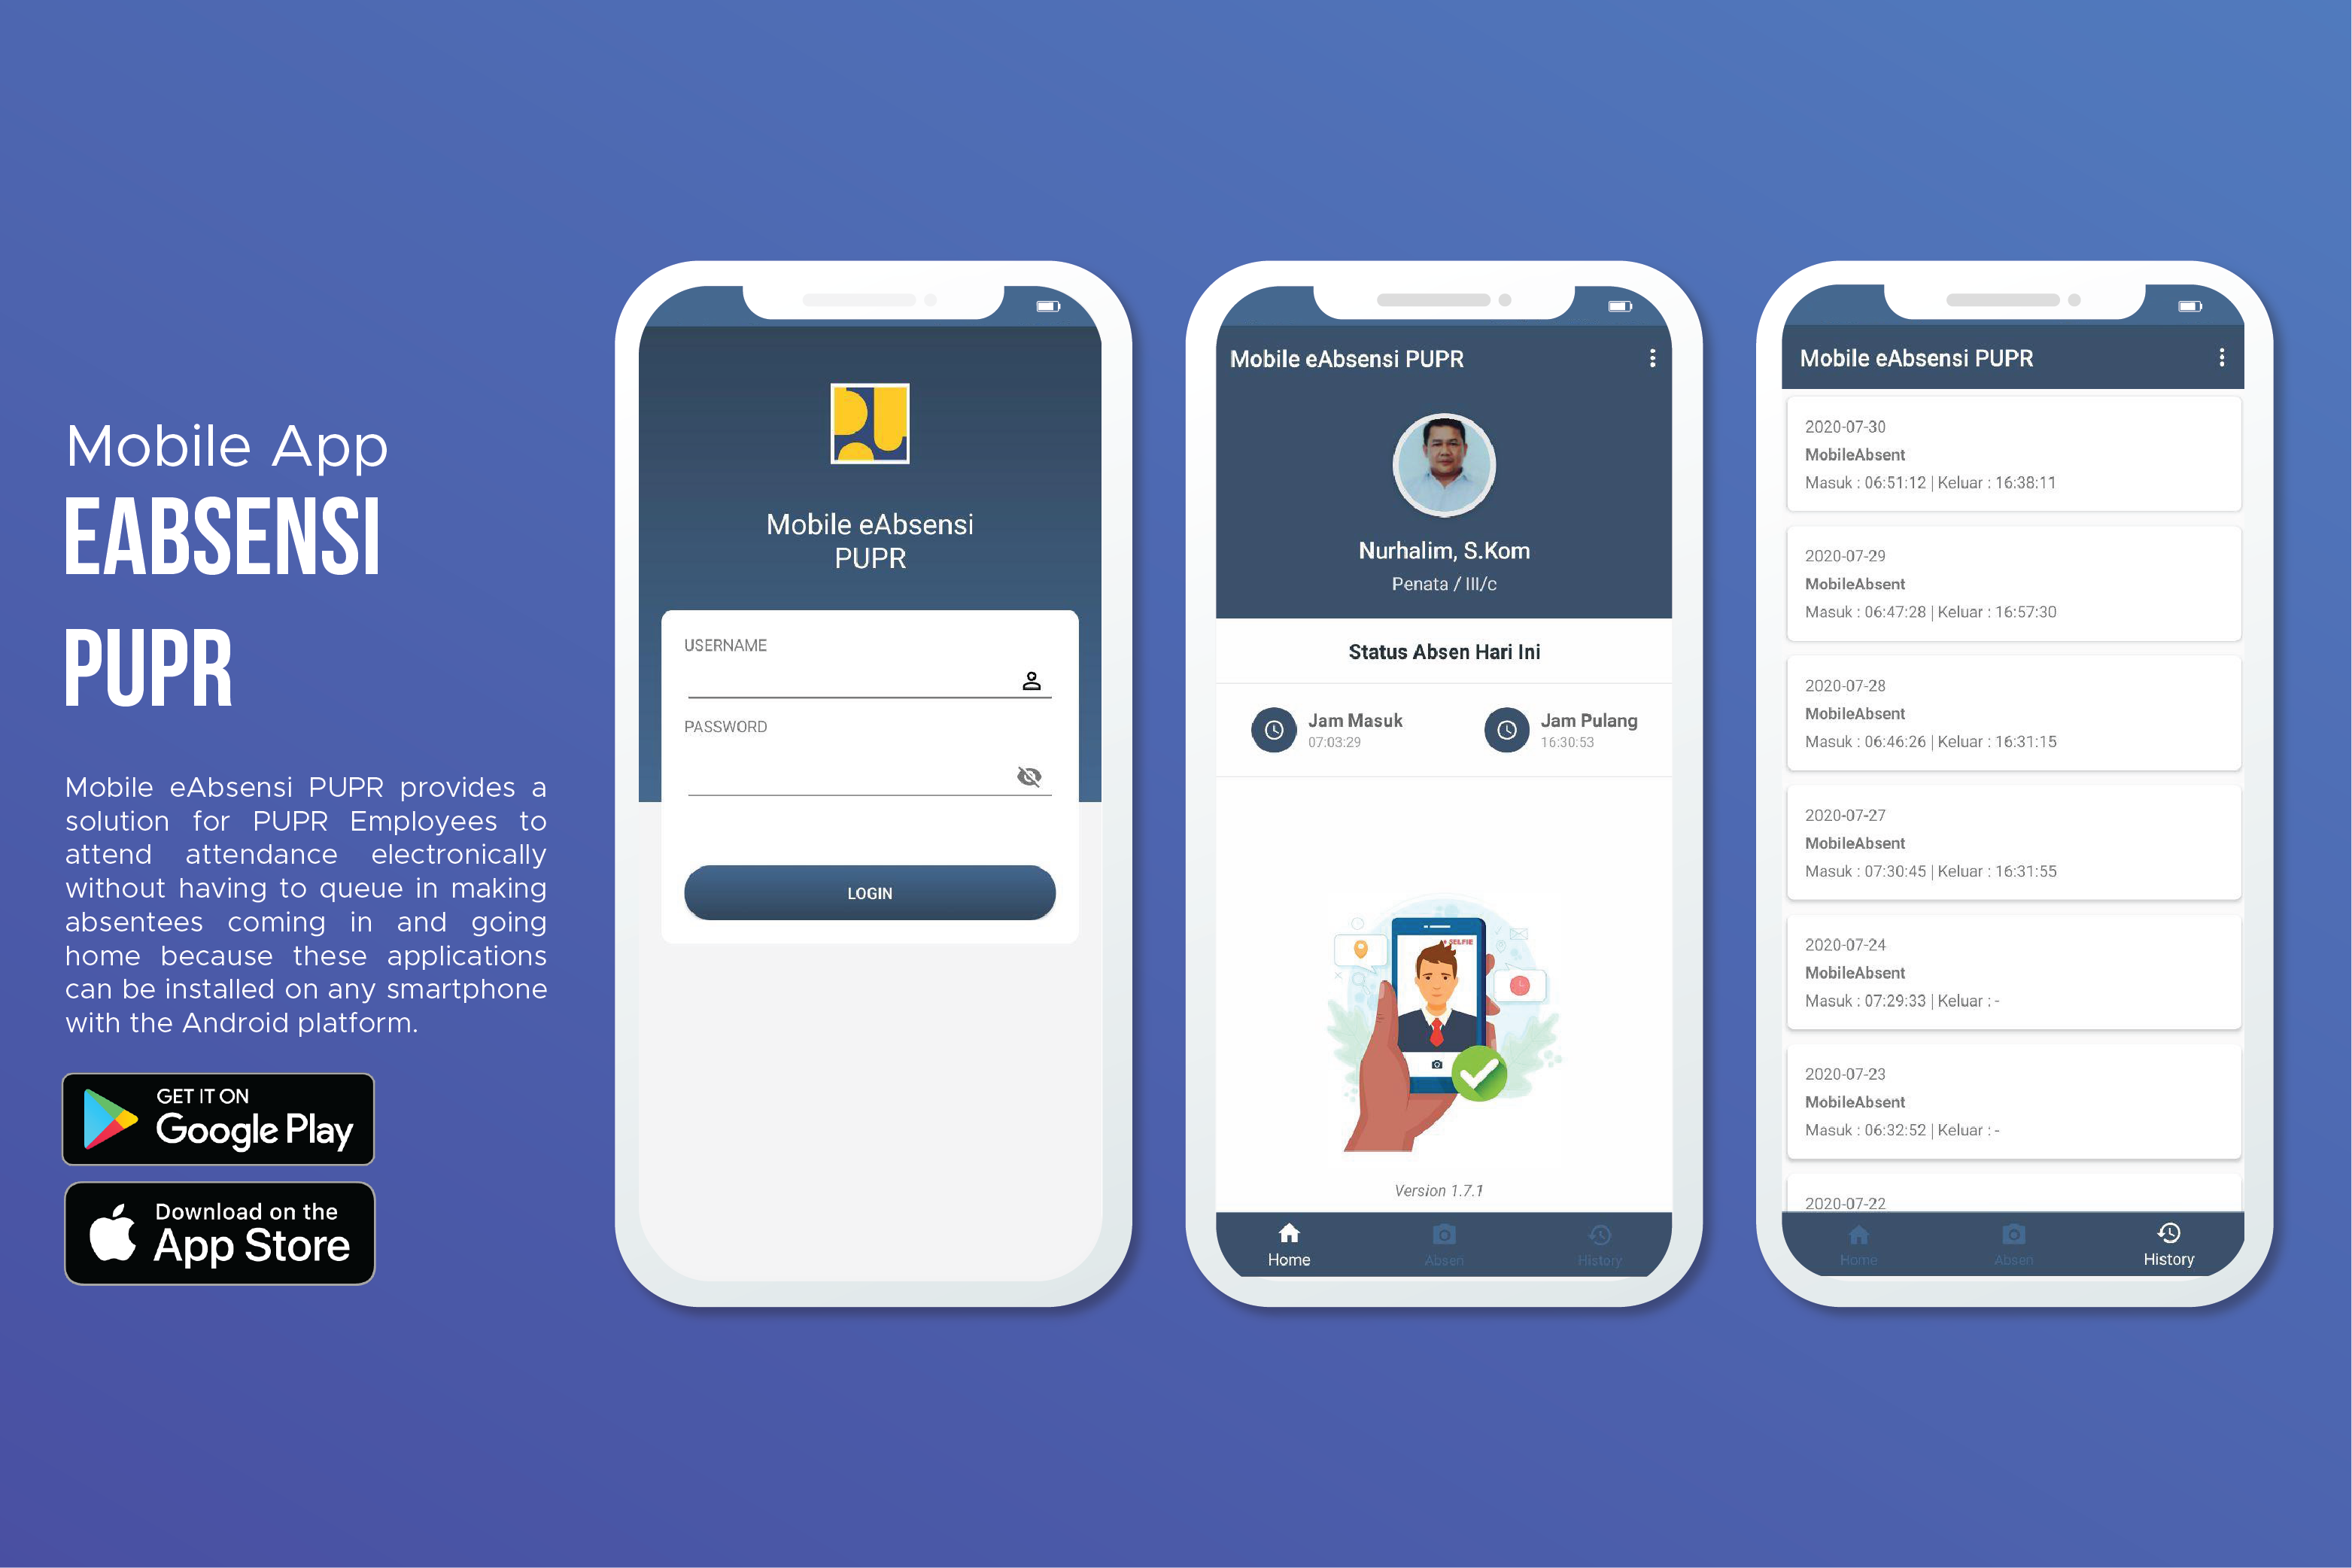 Mobile App
EABSENSI
PUPR
Mobile eAbsensi PUPR provides a
solution for PUPR Employees to
attend attendance electronically
without having to queue in making
absentees coming in and going
home because these applications
can be installed on any smartphone
with the Android platform.
GET IT ON
Google Play
Download on the
App Store
Mobile eAbsensi
PUPR
USERNAME
PASSWORD
LOGIN
Mobile eAbsensi PUPR
Nurhalim, S.Kom
Penata / III/c
Status Absen Hari Ini
Jam Masuk
07:03:29
Jam Pulang
16:30:53
SELFIE
Version 1.7.1
Home
Absen
History
Mobile eAbsensi PUPR
2020-07-30
MobileAbsent
Masuk : 06:51:12 | Keluar : 16:38:11
2020-07-29
MobileAbsent
Masuk : 06:47:28 | Keluar : 16:57:30
2020-07-28
MobileAbsent
Masuk : 06:46:26 | Keluar : 16:31:15
2020-07-27
MobileAbsent
Masuk : 07:30:45 | Keluar : 16:31:55
2020-07-24
MobileAbsent
Masuk : 07:29:33 | Keluar : -
2020-07-23
MobileAbsent
Masuk : 06:32:52 | Keluar : -
2020-07-22
Home
Absen
History